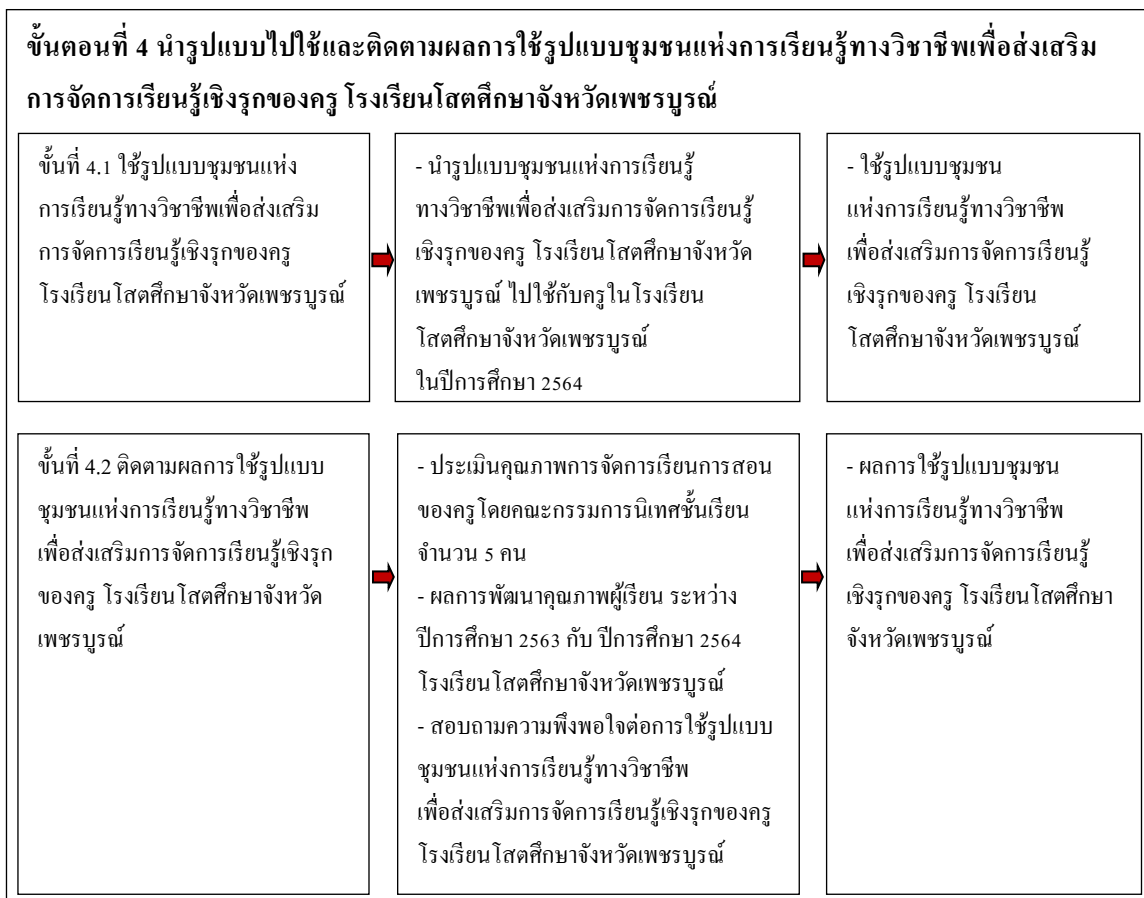 ขั้นตอนที่ 4 นำรูปแบบไปใช้และติดตามผลการใช้รูปแบบชุมชนแห่งการเรียนรู้ทางวิชาชีพเพื่อส่งเสริม
การจัดการเรียนรู้เชิงรุกของครู โรงเรียนโสตศึกษาจังหวัดเพชรบูรณ์
ขั้นที่ 4.1 ใช้รูปแบบชุมชนแห่ง
การเรียนรู้ทางวิชาชีพเพื่อส่งเสริม
การจัดการเรียนรู้เชิงรุกของครู
โรงเรียนโสตศึกษาจังหวัดเพชรบูรณ์
- นำรูปแบบชุมชนแห่งการเรียนรู้
ทางวิชาชีพเพื่อส่งเสริมการจัดการเรียนรู้
เชิงรุกของครู โรงเรียนโสตศึกษาจังหวัด
เพชรบูรณ์ ไปใช้กับครูในโรงเรียน
โสตศึกษาจังหวัดเพชรบูรณ์
ในปีการศึกษา 2564
- ใช้รูปแบบชุมชน
แห่งการเรียนรู้ทางวิชาชีพ
เพื่อส่งเสริมการจัดการเรียนรู้
เชิงรุกของครู โรงเรียน
โสตศึกษาจังหวัดเพชรบูรณ์
ขั้นที่ 4.2 ติดตามผลการใช้รูปแบบ
ชุมชนแห่งการเรียนรู้ทางวิชาชีพ
เพื่อส่งเสริมการจัดการเรียนรู้เชิงรุก
ของครู โรงเรียนโสตศึกษาจังหวัด
เพชรบูรณ์
- ประเมินคุณภาพการจัดการเรียนการสอน
ของครูโดยคณะกรรมการนิเทศชั้นเรียน
จำนวน 5 คน
- ผลการพัฒนาคุณภาพผู้เรียน ระหว่าง
ปีการศึกษา 2563 กับ ปีการศึกษา 2564
โรงเรียนโสตศึกษาจังหวัดเพชรบูรณ์
- สอบถามความพึงพอใจต่อการใช้รูปแบบ
ชุมชนแห่งการเรียนรู้ทางวิชาชีพ
เพื่อส่งเสริมการจัดการเรียนรู้เชิงรุกของครู
โรงเรียนโสตศึกษาจังหวัดเพชรบูรณ์
- ผลการใช้รูปแบบชุมชน
แห่งการเรียนรู้ทางวิชาชีพ
เพื่อส่งเสริมการจัดการเรียนรู้
เชิงรุกของครู โรงเรียนโสตศึกษา
จังหวัดเพชรบูรณ์